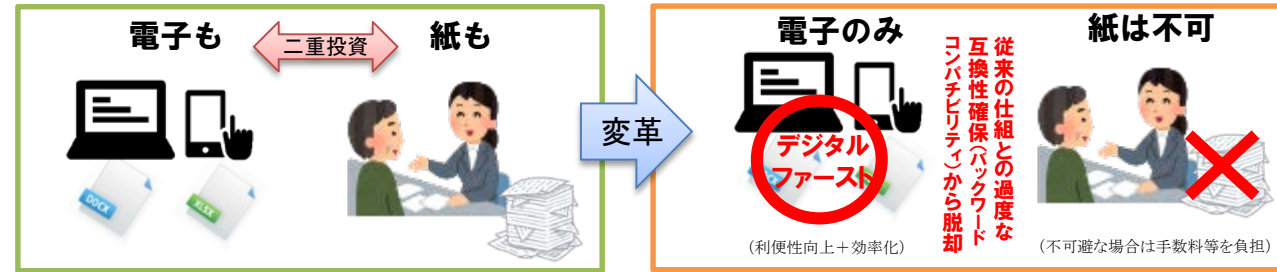 電子も
二重投資
紙も
DOCX
XLSX
変革
電子のみ
デジタル
ファースト
(利便性向上+効率化)
従来の仕組との過度な
互換性確保(バックワード
コンパチビリティ)から脱却
紙は不可
(不可避な場合は手数料等を負担)